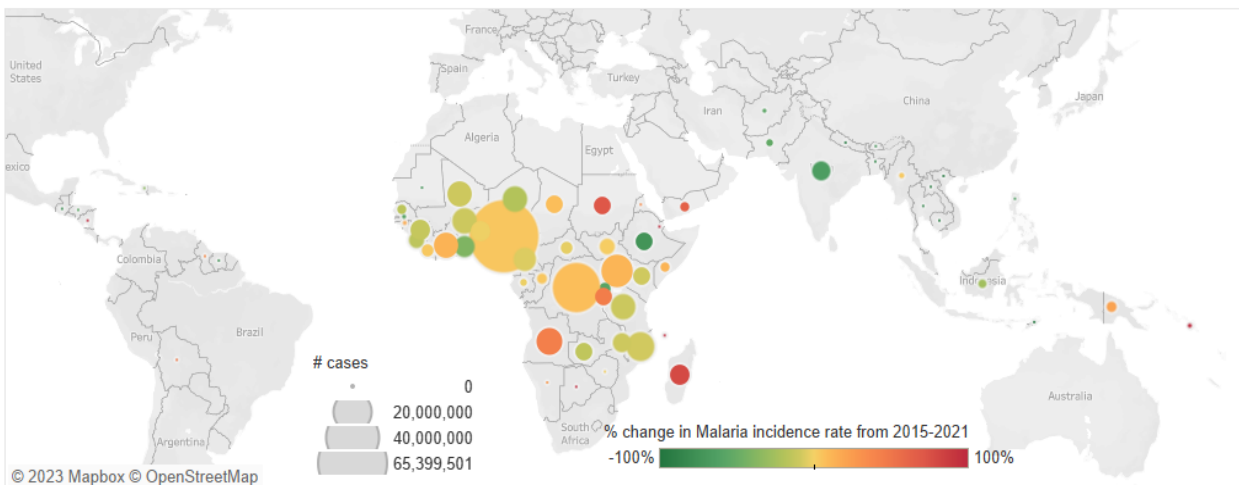 France
United
States
Spain
Turkey
China
Japan
Iran
Algeria
Egypt
exico
Colombia
Indonesia
Peru
Brazil
Australia
South
Africa
Argentina
# cases
0
20,000,000
40,000,000
65,399,501
% change in Malaria incidence rate from 2015-2021
-100%
100%
© 2023 Mapbox © OpenStreetMap